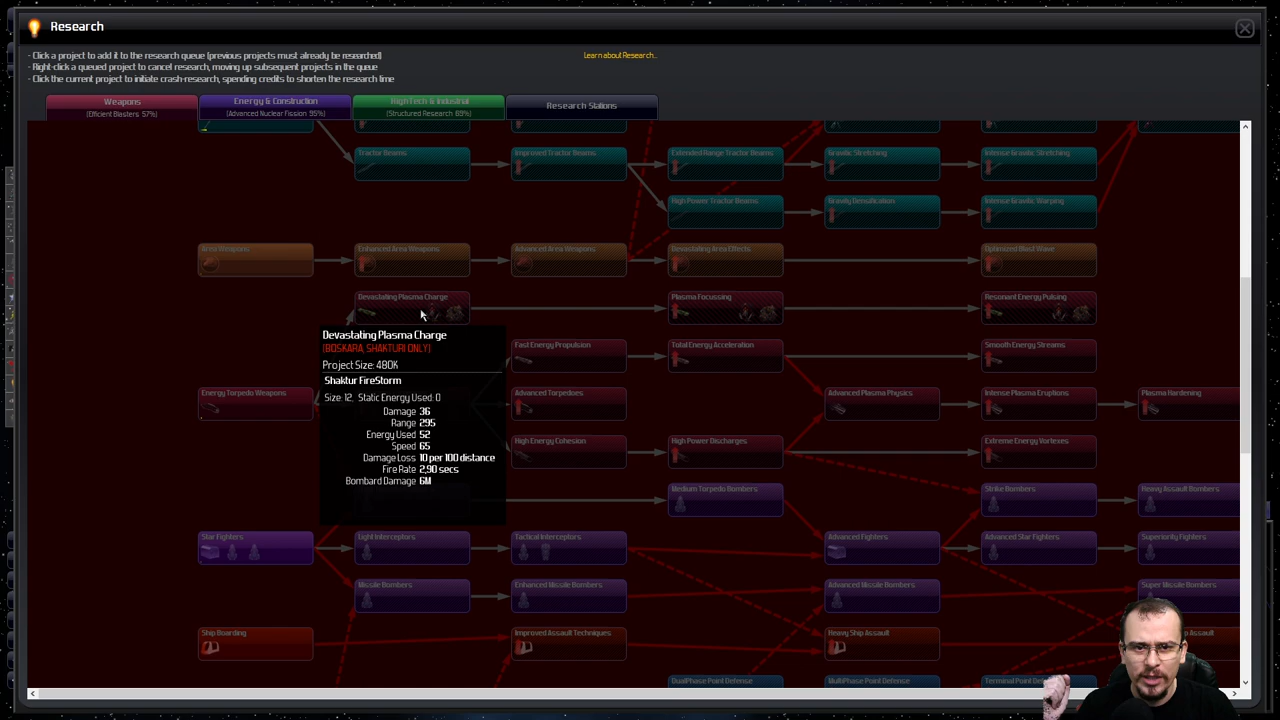 Research
- Click a project to add it to the research queue (previous projects must already be researched)
Learn about Research...
- Right-click a queued project to cancel research, moving up subsequent projects in the queue
- Click the current project to initiate crash-research, spending credits to shorten the research time
Weapons
(Efficient Blasters 57%)
Energy & Construction
(Advanced Nuclear Fission 95%)
HighTech & Industrial
(Structured Research 69%)
Research Stations
Tractor Beams
Improved Tractor Beams
Extended Range Tractor Beams
Gravitic Stretching
Intense Gravitic Stretching
High Power Tractor Beams
Gravity Densification
Intense Gravitic Warping
Area Weapons
Enhanced Area Weapons
Advanced Area Weapons
Devastating Area Effects
Optimized Blast Wave
Devastating Plasma Charge
Plasma Focussing
Resonant Energy Pulsing
Devastating Plasma Charge
(BOSKARA, SHAKTURI ONLY)
Project Size: 480K
Shaktur FireStorm
Size: 12, Static Energy Used: 0
Damage 36
Range 295
Energy Used 52
Speed 65
Damage Loss 10 per 100 distance
Fire Rate 2,90 secs
Bombard Damage 6M
Fast Energy Propulsion
Total Energy Acceleration
Smooth Energy Streams
Energy Torpedo Weapons
Advanced Torpedoes
Advanced Plasma Physics
Intense Plasma Eruptions
Plasma Hardening
High Energy Cohesion
High Power Discharges
Extreme Energy Vortexes
Medium Torpedo Bombers
Strike Bombers
Heavy Assault Bombers
Star Fighters
Light Interceptors
Tactical Interceptors
Advanced Fighters
Advanced Star Fighters
Superiority Fighters
Missile Bombers
Enhanced Missile Bombers
Advanced Missile Bombers
Super Missile Bombers
Ship Boarding
Improved Assault Techniques
Heavy Ship Assault
Assault
DualPhase Point Defense
MultiPhase Point Defense
Terminal Point